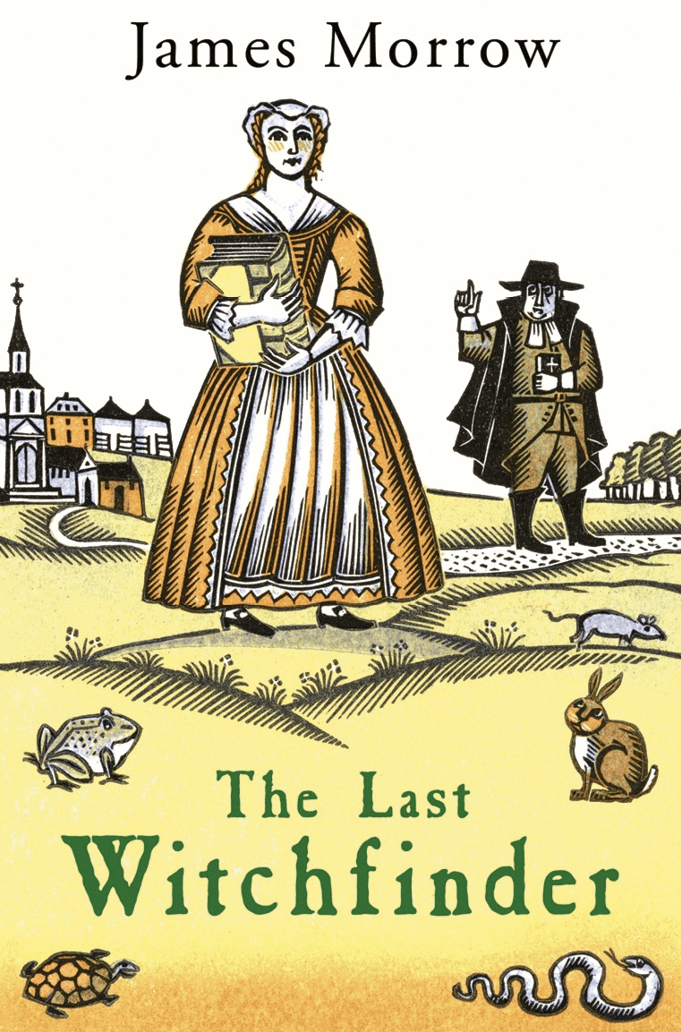 James Morrow
The Last
Witchfinder